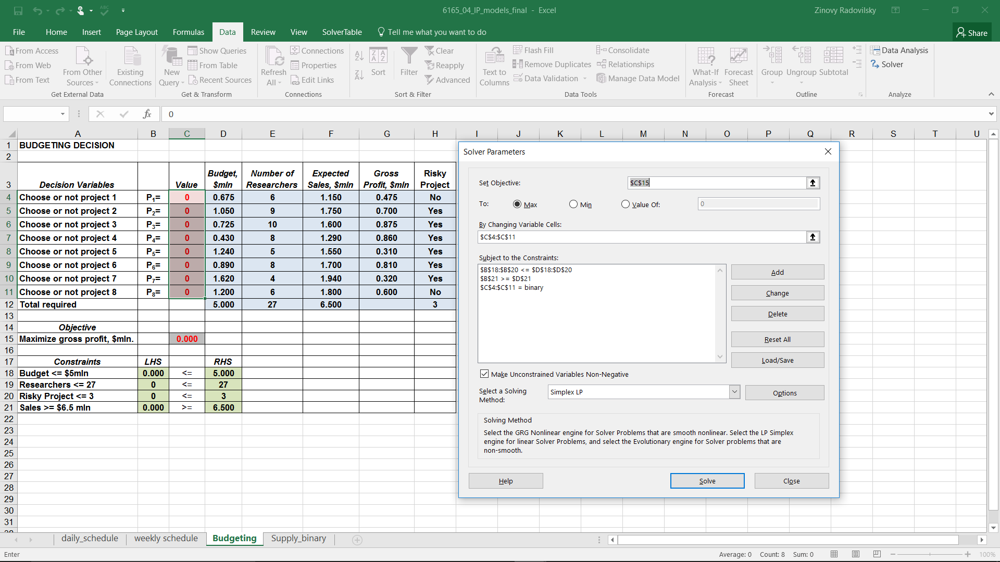 ABC
6165_04_IP_models_final - Excel
Zinovy Radovilsky
File Home Insert Page Layout Formulas Data Review View SolverTable Tell me what you want to do
Share
From Access
From Web
From Text
From Other Sources
Existing Connections
Get External Data
New Query
Show Queries
From Table
Recent Sources
Get & Transform
Refresh All
Connections
Properties
Edit Links
Connections
Sort
Filter
Clear
Reapply
Advanced
Sort & Filter
Text to Columns
Flash Fill
Remove Duplicates
Data Validation
Consolidate
Relationships
Manage Data Model
Data Tools
What-If Analysis
Forecast Sheet
Forecast
Group
Ungroup
Subtotal
Outline
Data Analysis
Solver
Analyze
fx 0
A B C D E F G H I J K L M N O P Q R S T U
1 BUDGETING DECISION
2
3 Decision Variables Value Budget, $mln Number of Researchers Expected Sales, $mln Gross Profit, $mln Risky Project
4 Choose or not project 1 P1= 0 0.675 6 1.150 0.475 No
5 Choose or not project 2 P2= 0 1.050 9 1.750 0.700 Yes
6 Choose or not project 3 P3= 0 0.725 10 1.600 0.875 Yes
7 Choose or not project 4 P4= 0 0.430 8 1.290 0.860 Yes
8 Choose or not project 5 P5= 0 1.240 5 1.550 0.310 Yes
9 Choose or not project 6 P6= 0 0.890 8 1.700 0.810 Yes
10 Choose or not project 7 P7= 0 1.620 4 1.940 0.320 Yes
11 Choose or not project 8 P8= 0 1.200 6 1.800 0.600 No
12 Total required 5.000 27 6.500 3
13
14 Objective
15 Maximize gross profit, $mln. 0.000
16
17 Constraints LHS RHS
18 Budget <= $5mln 0.000 <= 5.000
19 Researchers <= 27 0 <= 27
20 Risky Project <= 3 0 <= 3
21 Sales >= $6.5 mln 0.000 >= 6.500
22
23
24
25
26
27
28
29
30
31
Solver Parameters
Set Objective: $C$15
To: Max Min Value Of: 0
By Changing Variable Cells:
$C$4:$C$11
Subject to the Constraints:
$B$18:$B$20 <= $D$18:$D$20
$B$21 >= $D$21
$C$4:$C$11 = binary
Add
Change
Delete
Reset All
Load/Save
Make Unconstrained Variables Non-Negative
Select a Solving Method: Simplex LP
Options
Solving Method
Select the GRG Nonlinear engine for Solver Problems that are smooth nonlinear. Select the LP Simplex
engine for linear Solver Problems, and select the Evolutionary engine for Solver problems that are
non-smooth.
Help Solve Close
daily_schedule weekly schedule Budgeting Supply_binary
Enter Average: 0 Count: 8 Sum: 0 100%